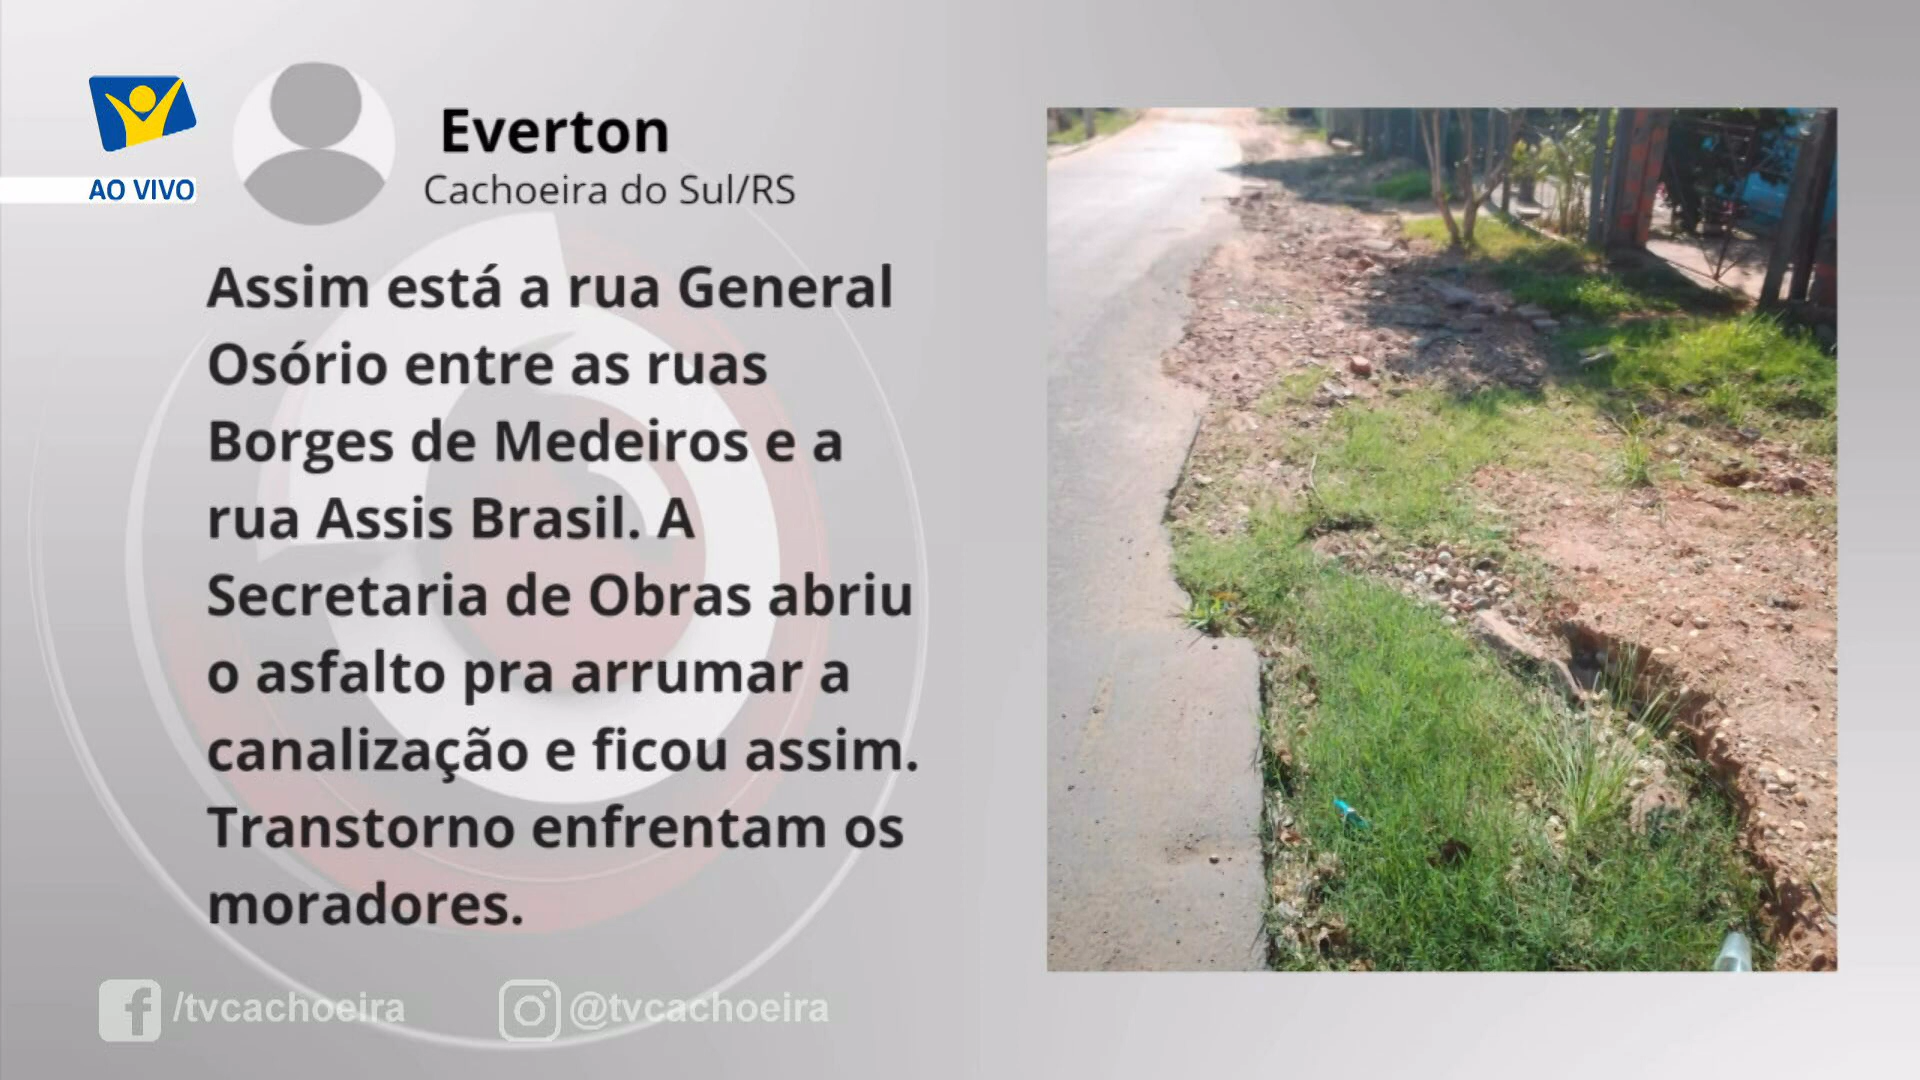 AO VIVO
Everton
Cachoeira do Sul/RS
Assim está a rua General
Osório entre as ruas
Borges de Medeiros e a
rua Assis Brasil. A
Secretaria de Obras abriu
o asfalto pra arrumar a
canalização e ficou assim.
Transtorno enfrentam os
moradores.
/tvcachoeira
@tvcachoeira